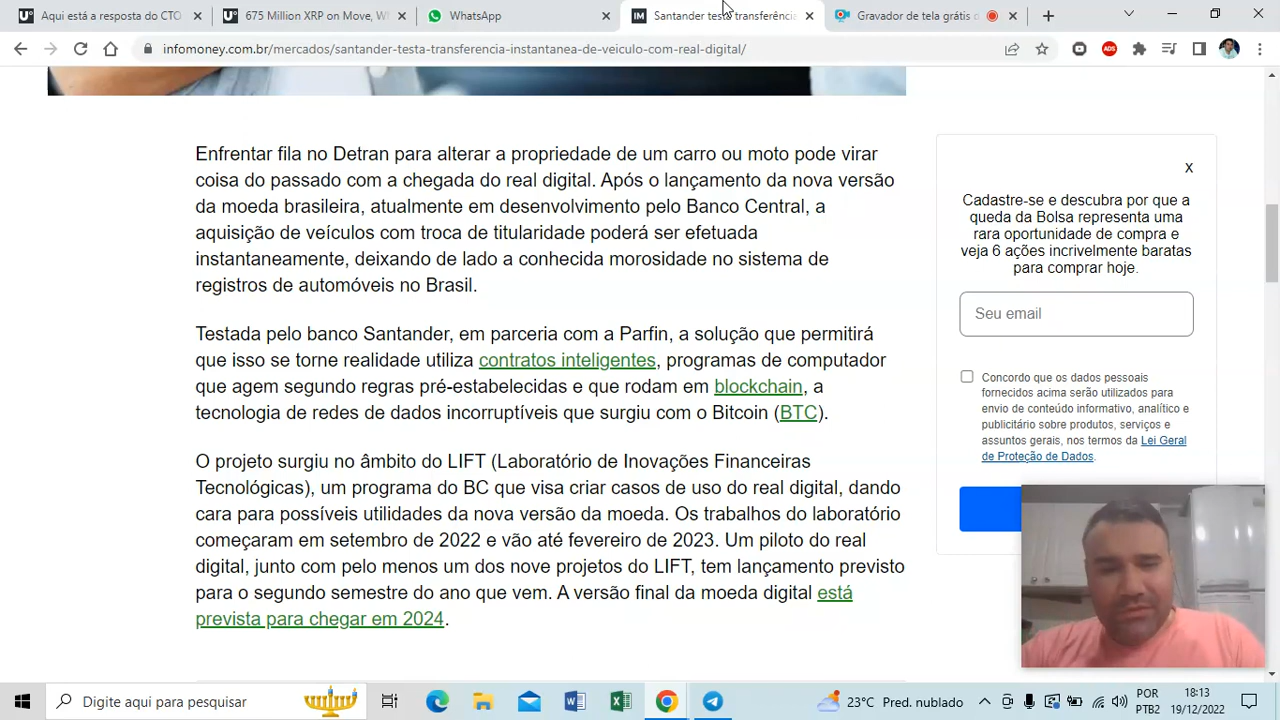 Aqui está a resposta do CTO
675 Million XRP on Move Wh
WhatsApp
Santander testa transferência
Gravador de tela grátis o
infomoney.com.br/mercados/santander-testa-transferencia-instantanea-de-veiculo-com-real-digital/
Enfrentar fila no Detran para alterar a propriedade de um carro ou moto pode virar
coisa do passado com a chegada do real digital. Após o lançamento da nova versão
da moeda brasileira, atualmente em desenvolvimento pelo Banco Central, a
aquisição de veículos com troca de titularidade poderá ser efetuada
instantaneamente, deixando de lado a conhecida morosidade no sistema de
registros de automóveis no Brasil.
Testada pelo banco Santander, em parceria com a Parfin, a solução que permitirá
que isso se torne realidade utiliza contratos inteligentes, programas de computador
que agem segundo regras pré-estabelecidas e que rodam em blockchain, a
tecnologia de redes de dados incorruptíveis que surgiu com o Bitcoin (BTC).
O projeto surgiu no âmbito do LIFT (Laboratório de Inovações Financeiras
Tecnológicas), um programa do BC que visa criar casos de uso do real digital, dando
cara para possíveis utilidades da nova versão da moeda. Os trabalhos do laboratório
começaram em setembro de 2022 e vão até fevereiro de 2023. Um piloto do real
digital, junto com pelo menos um dos nove projetos do LIFT, tem lançamento previsto
para o segundo semestre do ano que vem. A versão final da moeda digital está
prevista para chegar em 2024.
X
Cadastre-se e descubra por que a
queda da Bolsa representa uma
rara oportunidade de compra e
veja 6 ações incrivelmente baratas
para comprar hoje.
Seu email
Concordo que os dados pessoais
fornecidos acima serão utilizados para
envio de conteúdo informativo, analítico e
publicitário sobre produtos, serviços e
assuntos gerais, nos termos da Lei Geral
de Proteção de Dados.
Digite aqui para pesquisar
23°C Pred. nublado
POR
PTB2
18:13
19/12/2022